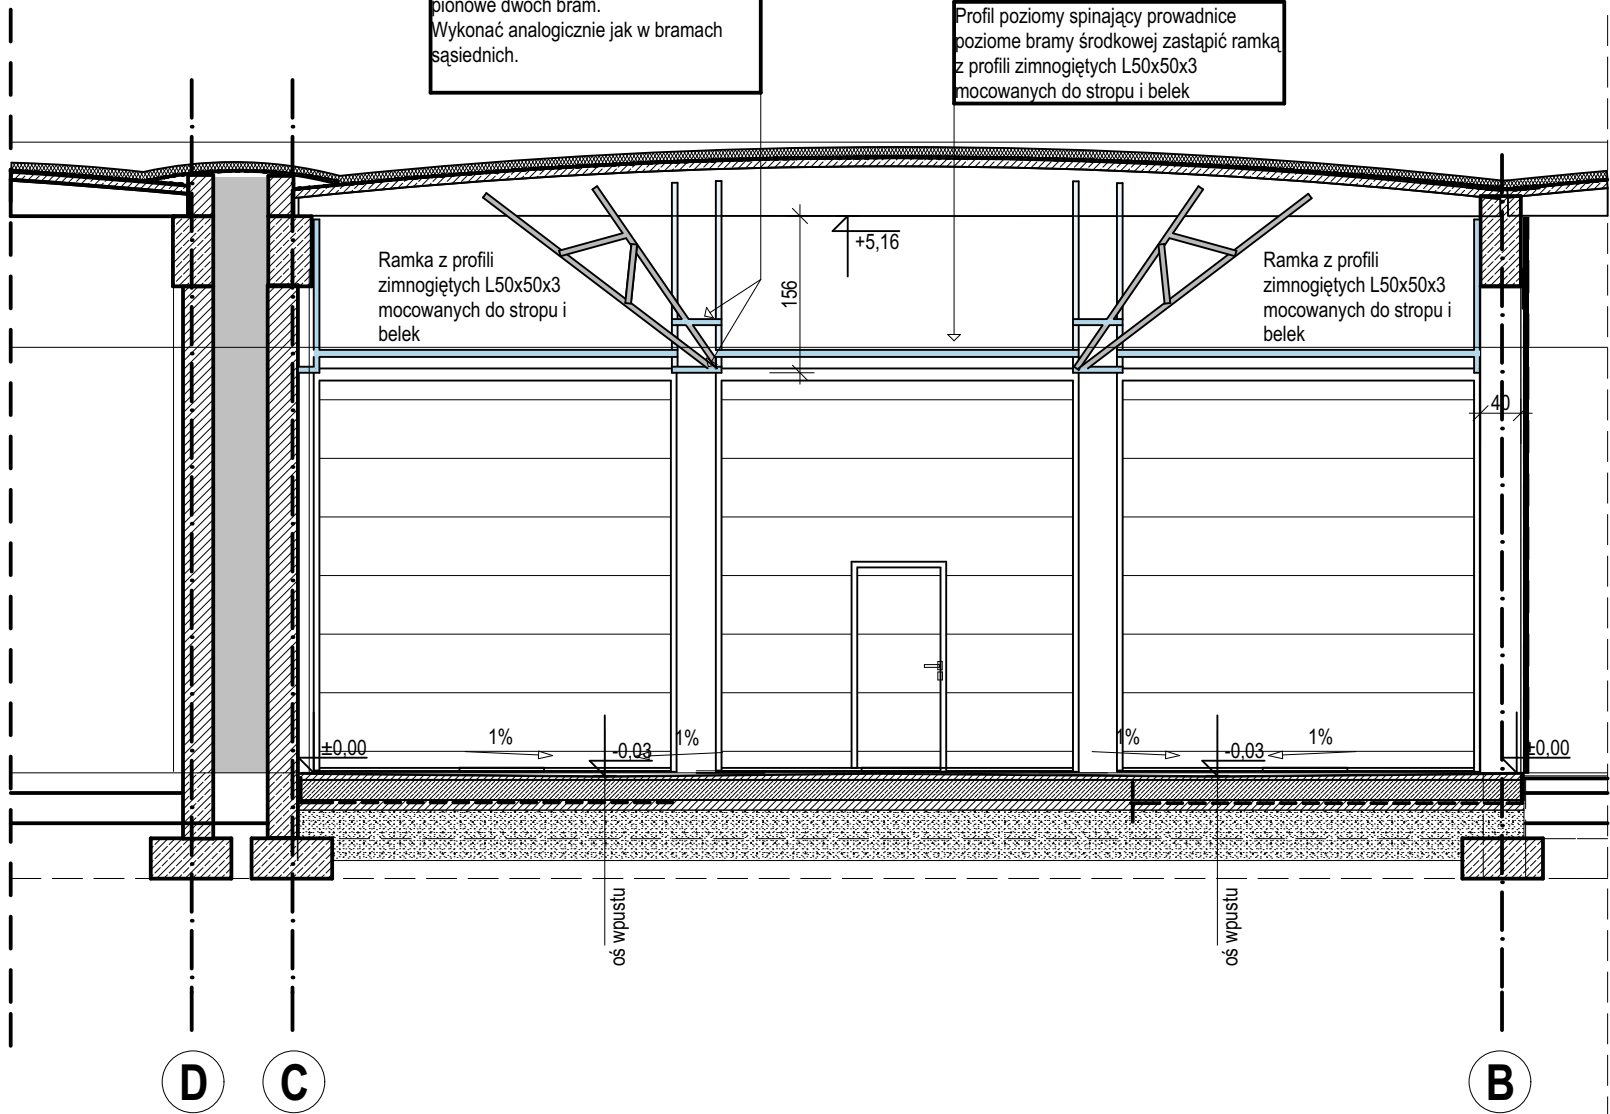 pionowe dwóch bram.
Wykonać analogicznie jak w bramach
sąsiednich.
Profil poziomy spinający prowadnice
poziome bramy środkowej zastąpić ramką
z profili zimnogiętych L50x50x3
mocowanych do stropu i belek
Ramka z profili
zimnogiętych L50x50x3
mocowanych do stropu i
belek
156
+5,16
Ramka z profili
zimnogiętych L50x50x3
mocowanych do stropu i
belek
40
±0,00
1%
-0,03
1%
1%
-0,03
1%
±0,00
oś wpustu
oś wpustu
D
C
B